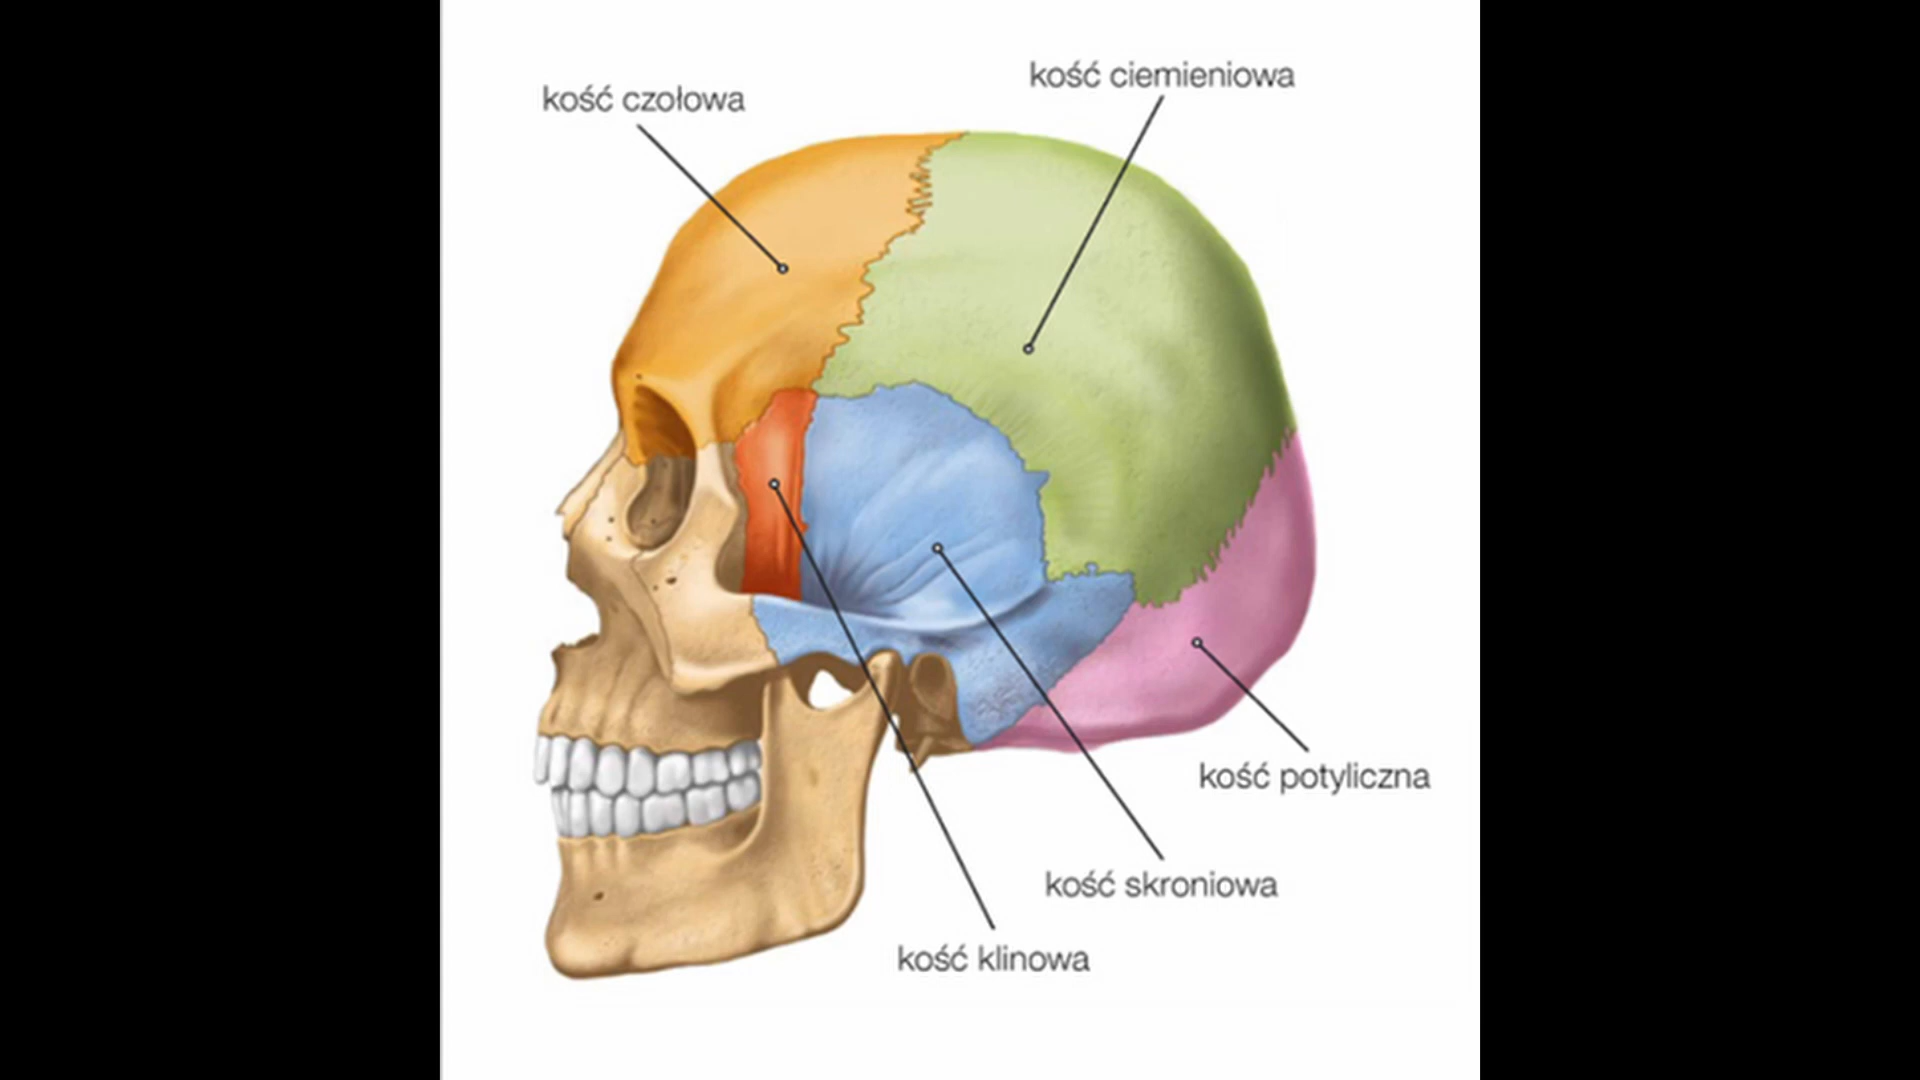 kość czołowa
kość ciemieniowa
kość potyliczna
kość skroniowa
kość klinowa